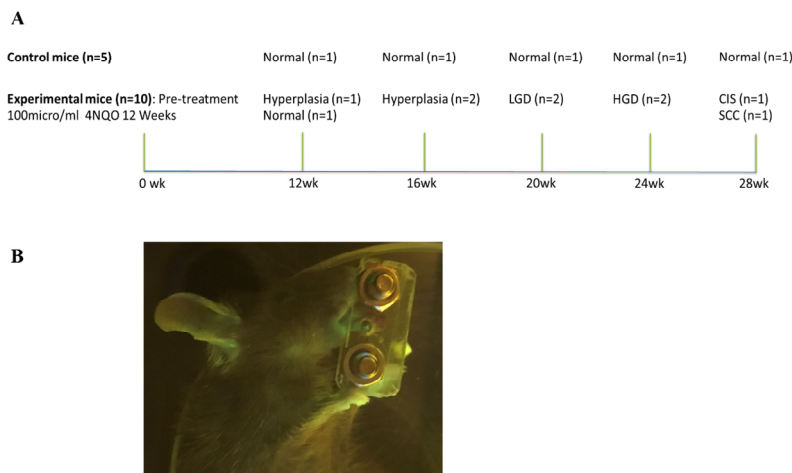 A
Control mice (n=5) Normal (n=1) Normal (n=1) Normal (n=1) Normal (n=1) Normal (n=1)
Experimental mice (n=10): Pre-treatment Hyperplasia (n=1) Hyperplasia (n=2) LGD (n=2) HGD (n=2) CIS (n=1)
100micro/ml 4NQO 12 Weeks Normal (n=1) SCC (n=1)
0 wk 12wk 16wk 20wk 24wk 28wk
B